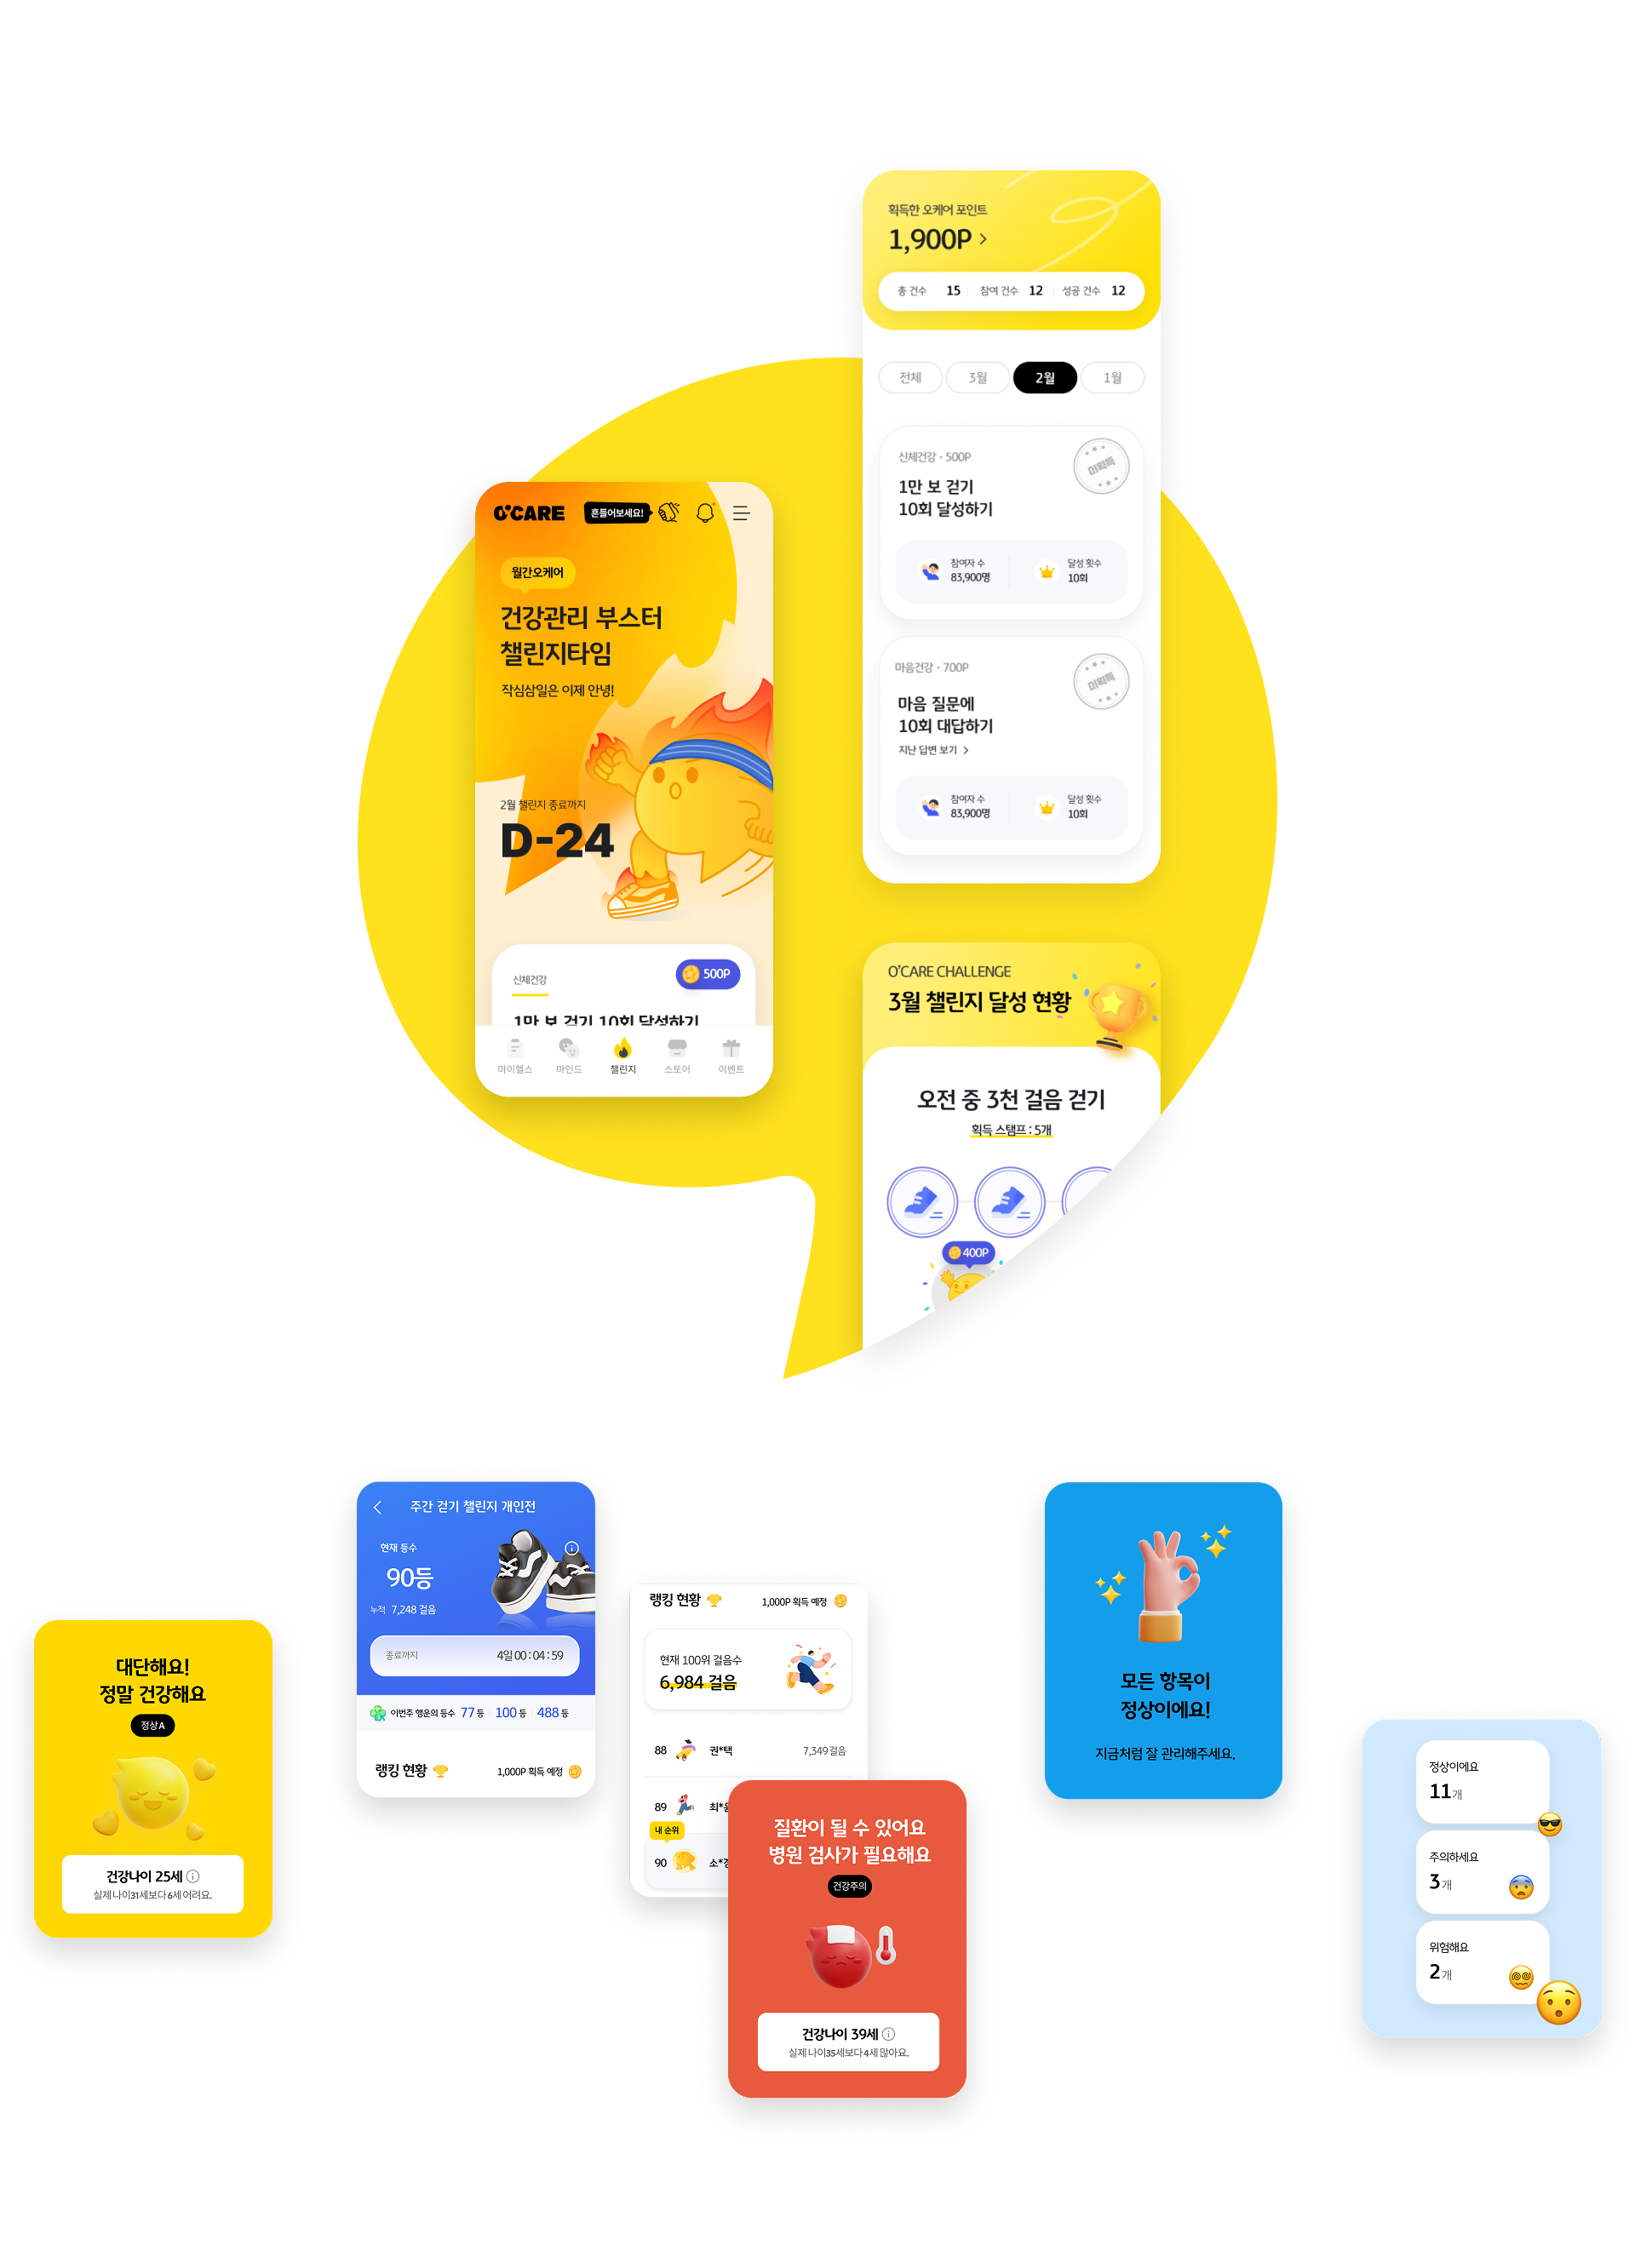 획득한 오케어 포인트
1,900P
총 건수 15 참여 건수 12 성공 건수 12
전체 3월 2월 1월
신체건강 · 500P
미획득
1만 보 걷기
10회 달성하기
참여자 수
83,900명
달성 횟수
10회
마음건강 · 700P
미획득
마음 질문에
10회 대답하기
지난 답변 보기
참여자 수
83,900명
달성 횟수
10회
O'CARE
흔들어보세요!
월간오케어
건강관리 부스터
챌린지타임
작심삼일은 이제 안녕!
2월 챌린지 종료까지
D-24
신체건강
500P
1만 보 걷기 10회 달성하기
마이헬스 마인드 챌린지 스토어 이벤트
O'CARE CHALLENGE
3월 챌린지 달성 현황
오전 중 3천 걸음 걷기
획득 스탬프 : 5개
400P
대단해요!
정말 건강해요
정상A
건강나이 25세
실제 나이31세보다 6세 어려요.
주간 걷기 챌린지 개인전
현재 등수
90등
누적 7,248 걸음
종료까지 4일 00 : 04 : 59
이번주 행운의 등수 77 등 100 등 488 등
랭킹 현황 1,000P 획득 예정
랭킹 현황 1,000P 획득 예정
현재 100위 걸음수
6,984 걸음
88 권*택 7,349 걸음
89 최*
내 순위
90 소*
질환이 될 수 있어요
병원 검사가 필요해요
건강주의
건강나이 39세
실제 나이35세보다 4세 많아요.
모든 항목이
정상이에요!
지금처럼 잘 관리해주세요.
정상이에요
11개
주의하세요
3개
위험해요
2개